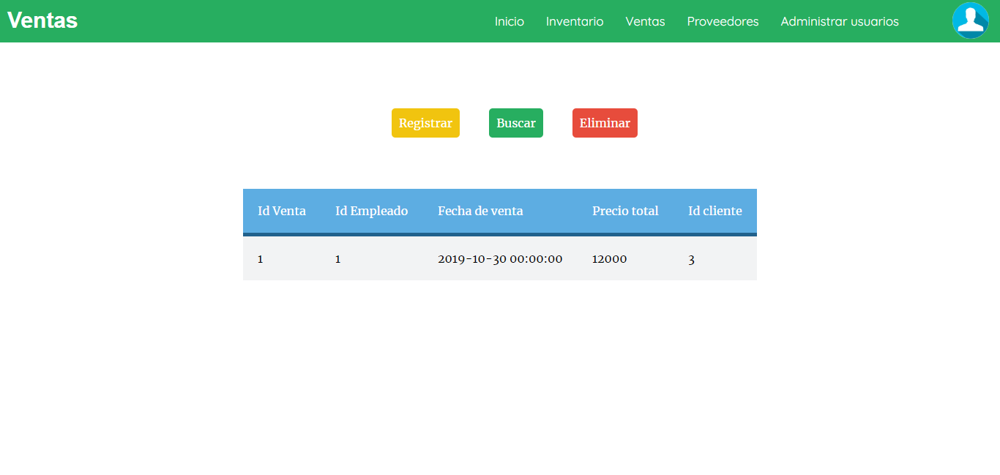 Ventas Inicio Inventario Ventas Proveedores Administrar usuarios
Registrar Buscar Eliminar
Id Venta Id Empleado Fecha de venta Precio total Id cliente
1 1 2019-10-30 00:00:00 12000 3